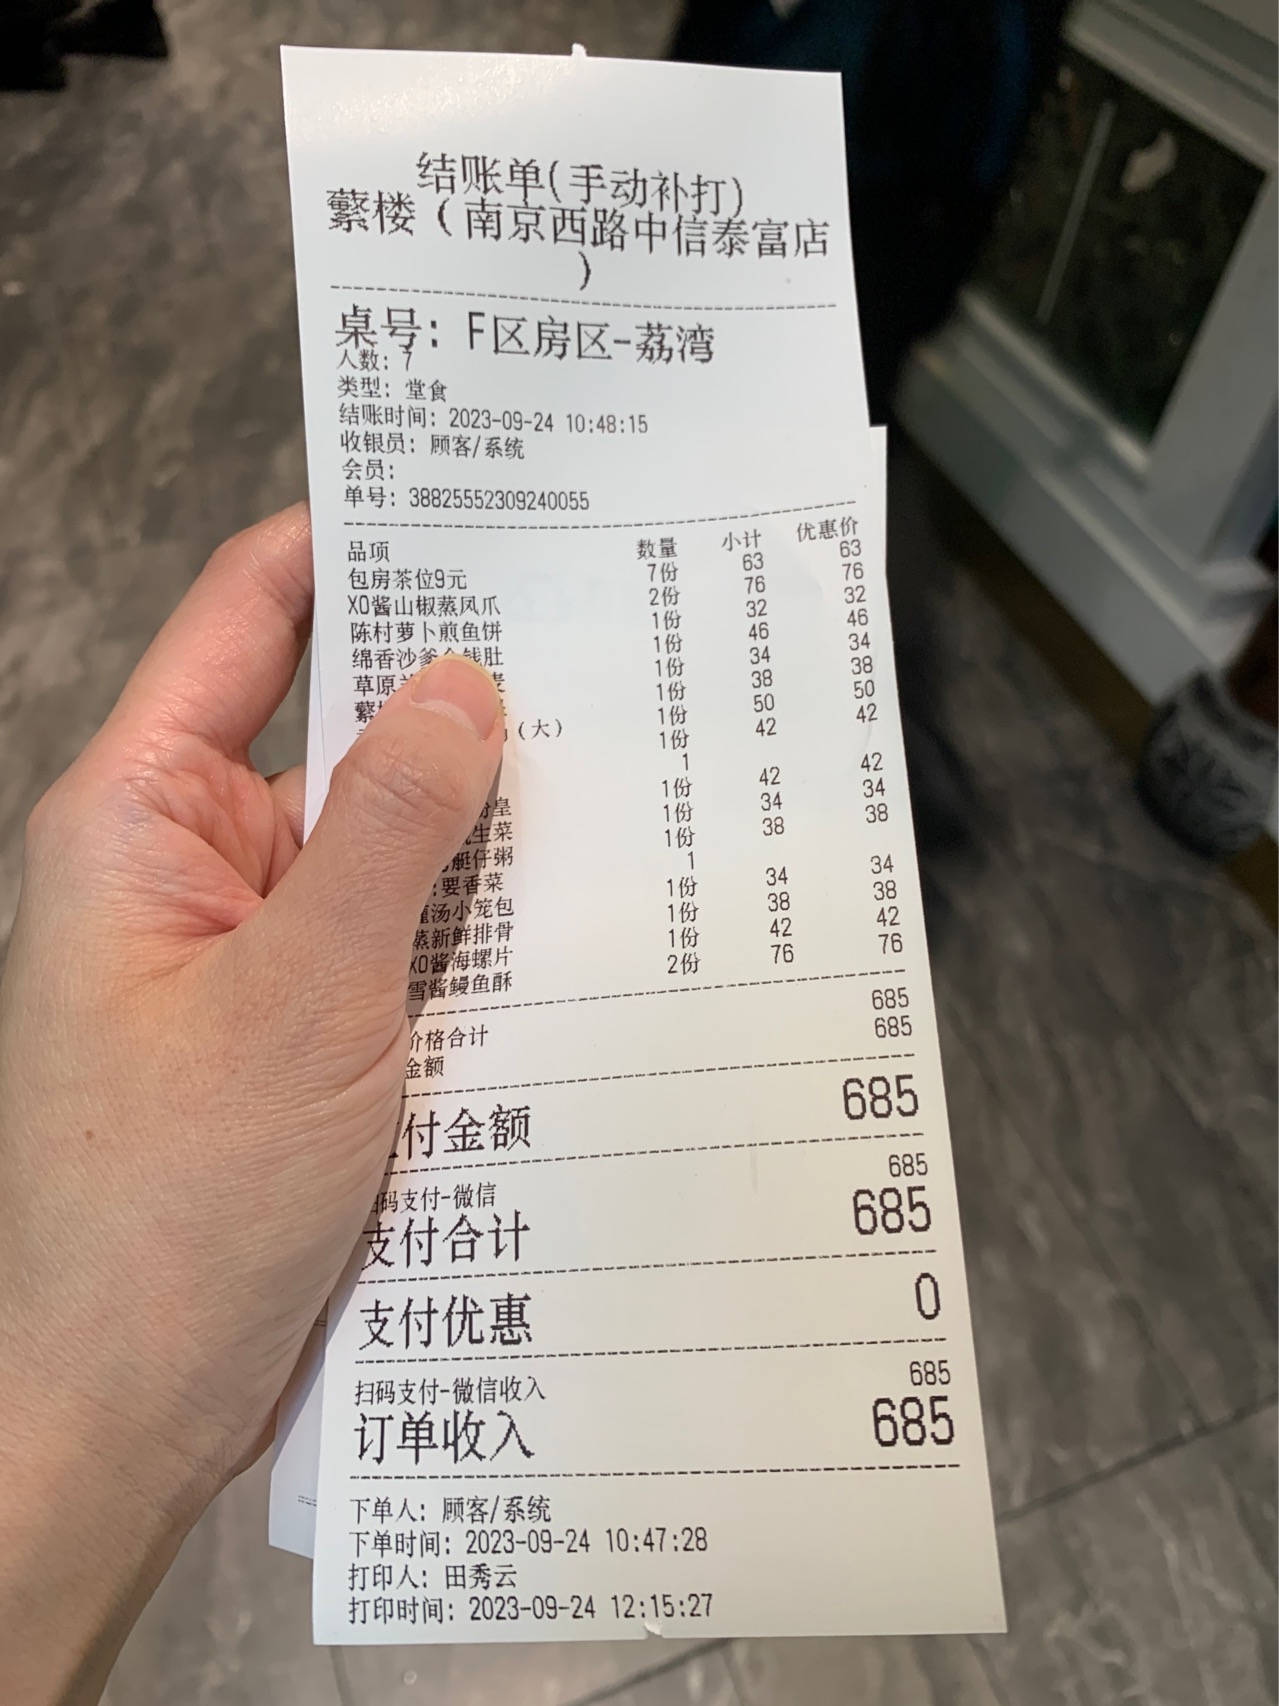 结账单(手动补打)
蘩楼（南京西路中信泰富店
）
桌号: F区房区-荔湾
人数: 7
类型: 堂食
结账时间: 2023-09-24 10:48:15
收银员: 顾客/系统
会员:
单号: 38825552309240055
品项 数量 小计 优惠价
包房茶位9元 7份 63 63
XO酱山椒蒸凤爪 2份 76 76
陈村萝卜煎鱼饼 1份 32 32
绵香沙爹金钱肚 1份 46 46
草原 麦 1份 34 34
蘩 1份 38 38
(大) 1份 50 50
1份 42 42
1
皇 1份 42 42
生菜 1份 34 34
艇仔粥 1份 38 38
:要香菜 1
灌汤小笼包 1份 34 34
蒸新鲜排骨 1份 38 38
XO酱海螺片 1份 42 42
雪酱鳗鱼酥 2份 76 76
价格合计 685
金额 685
付金额 685
扫码支付-微信 685
支付合计 685
支付优惠 0
扫码支付-微信收入 685
订单收入 685
下单人: 顾客/系统
下单时间: 2023-09-24 10:47:28
打印人: 田秀云
打印时间: 2023-09-24 12:15:27